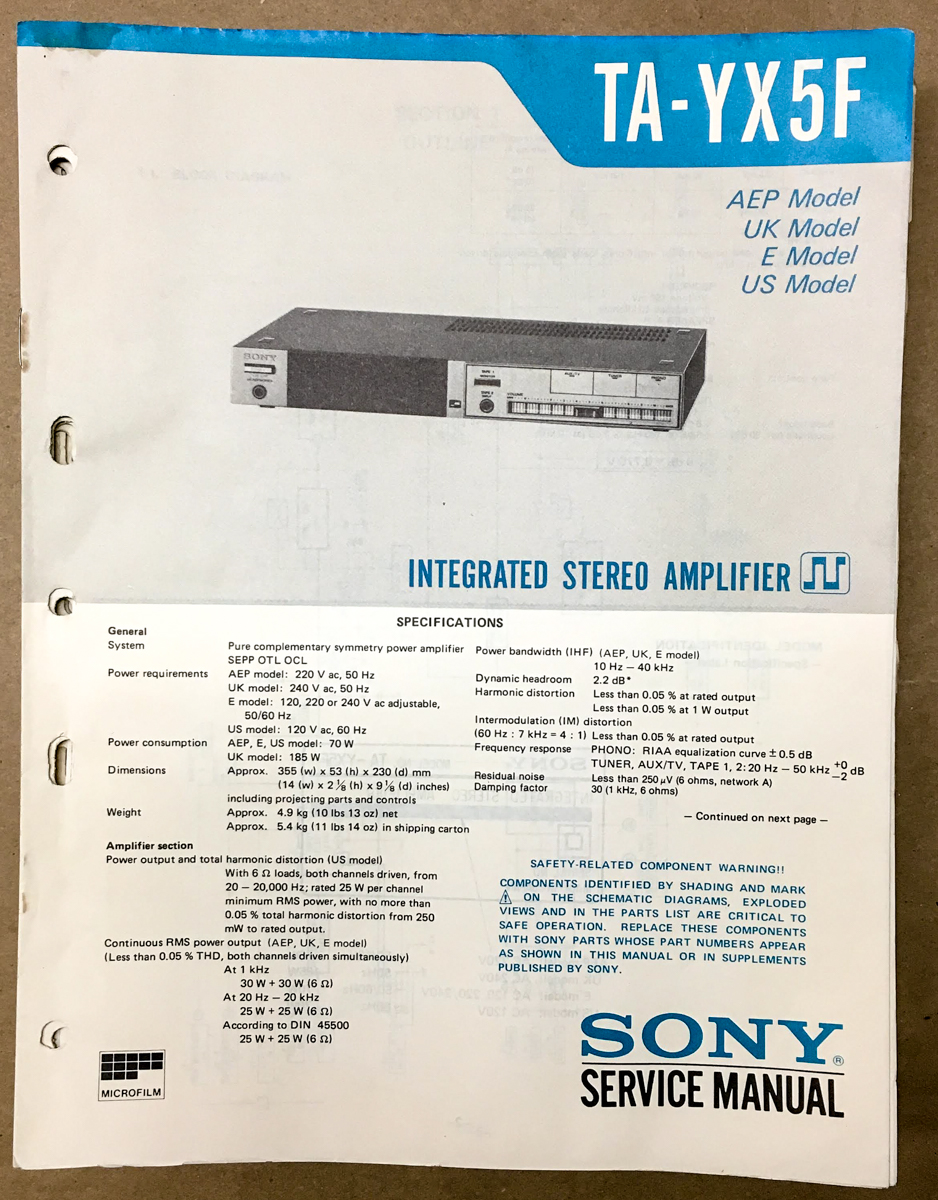 TA-YX5F
AEP Model
UK Model
E Model
US Model
SONY
TAPE 1
TAPE 2
INTEGRATED STEREO AMPLIFIER
SPECIFICATIONS
General
System Pure complementary symmetry power amplifier
SEPP OTL OCL
Power requirements AEP model: 220 V ac, 50 Hz
UK model: 240 V ac, 50 Hz
E model: 120, 220 or 240 V ac adjustable,
50/60 Hz
US model: 120 V ac, 60 Hz
Power consumption AEP, E, US model: 70 W
UK model: 185 W
Dimensions Approx. 355 (w) x 53 (h) x 230 (d) mm
(14 (w) x 2 1/8 (h) x 9 1/8 (d) inches)
including projecting parts and controls
Weight Approx. 4.9 kg (10 lbs 13 oz) net
Approx. 5.4 kg (11 lbs 14 oz) in shipping carton
Amplifier section
Power output and total harmonic distortion (US model)
With 6 Ω loads, both channels driven, from
20 – 20,000 Hz; rated 25 W per channel
minimum RMS power, with no more than
0.05 % total harmonic distortion from 250
mW to rated output.
Continuous RMS power output (AEP, UK, E model)
(Less than 0.05 % THD, both channels driven simultaneously)
At 1 kHz
30 W + 30 W (6 Ω)
At 20 Hz – 20 kHz
25 W + 25 W (6 Ω)
According to DIN 45500
25 W + 25 W (6 Ω)
Power bandwidth (IHF) (AEP, UK, E model)
10 Hz – 40 kHz
Dynamic headroom 2.2 dB*
Harmonic distortion Less than 0.05 % at rated output
Less than 0.05 % at 1 W output
Intermodulation (IM) distortion
(60 Hz : 7 kHz = 4 : 1) Less than 0.05 % at rated output
Frequency response PHONO: RIAA equalization curve ± 0.5 dB
TUNER, AUX/TV, TAPE 1, 2: 20 Hz – 50 kHz +0 −2 dB
Residual noise Less than 250 μV (6 ohms, network A)
Damping factor 30 (1 kHz, 6 ohms)
– Continued on next page –
SAFETY-RELATED COMPONENT WARNING!!
COMPONENTS IDENTIFIED BY SHADING AND MARK
⚠ ON THE SCHEMATIC DIAGRAMS, EXPLODED
VIEWS AND IN THE PARTS LIST ARE CRITICAL TO
SAFE OPERATION. REPLACE THESE COMPONENTS
WITH SONY PARTS WHOSE PART NUMBERS APPEAR
AS SHOWN IN THIS MANUAL OR IN SUPPLEMENTS
PUBLISHED BY SONY.
MICROFILM
SONY®
SERVICE MANUAL